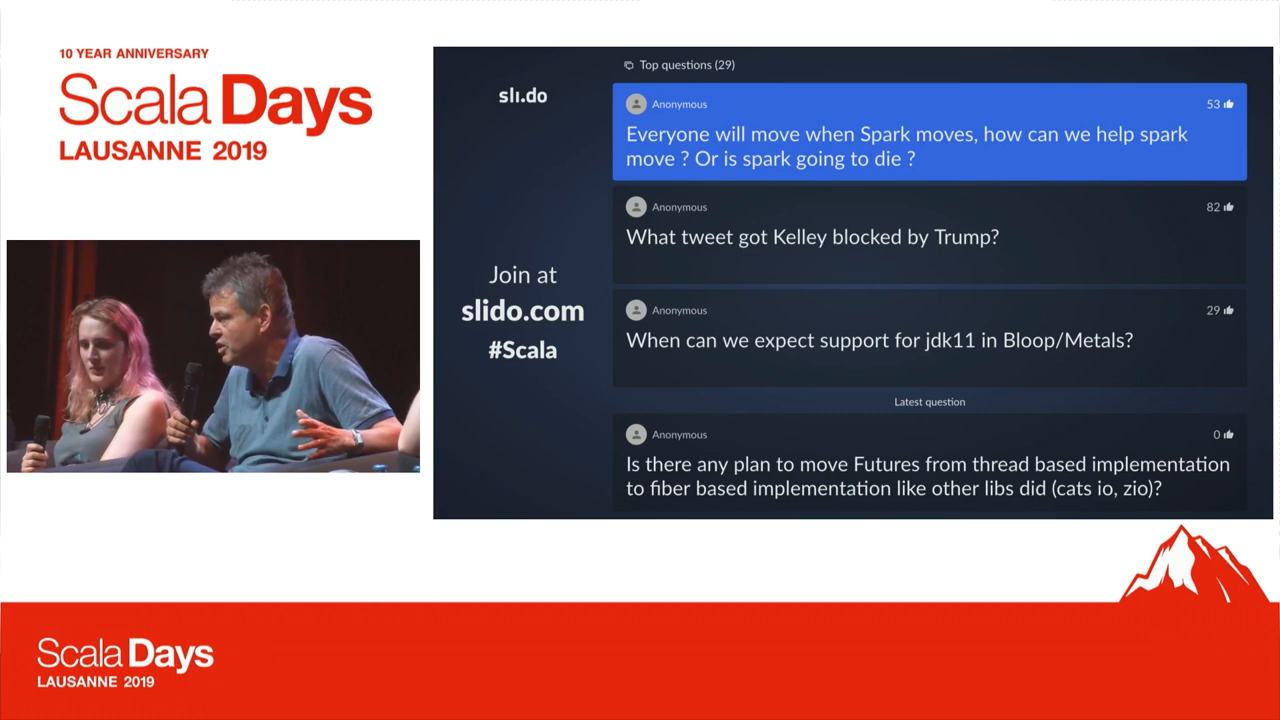 10 YEAR ANNIVERSARY
Scala Days
LAUSANNE 2019
sli.do
Join at
slido.com
#Scala
Top questions (29)
Anonymous
53
Everyone will move when Spark moves, how can we help spark
move ? Or is spark going to die ?
Anonymous
82
What tweet got Kelley blocked by Trump?
Anonymous
29
When can we expect support for jdk11 in Bloop/Metals?
Latest question
Anonymous
0
Is there any plan to move Futures from thread based implementation
to fiber based implementation like other libs did (cats io, zio)?
Scala Days
LAUSANNE 2019